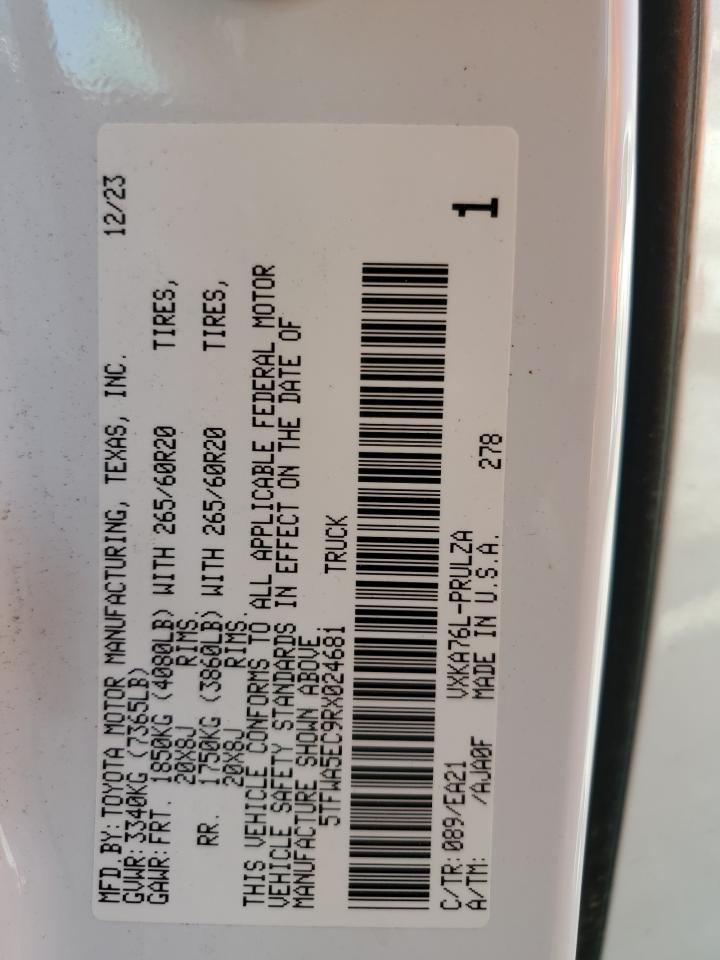 MFD.BY:TOYOTA MOTOR MANUFACTURING, TEXAS, INC. 12/23
GVWR:3340KG (7365LB)
GAWR:FRT. 1850KG (4080LB) WITH 265/60R20 TIRES,
20X8J RIMS.
RR. 1750KG (3860LB) WITH 265/60R20 TIRES,
20X8J RIMS.
THIS VEHICLE CONFORMS TO ALL APPLICABLE FEDERAL MOTOR
VEHICLE SAFETY STANDARDS IN EFFECT ON THE DATE OF
MANUFACTURE SHOWN ABOVE.
5TFWA5EC9RX024681 TRUCK
C/TR:089/EA21 VXKA76L-PRULZA 1
A/TM: /AJA0F MADE IN U.S.A. 278